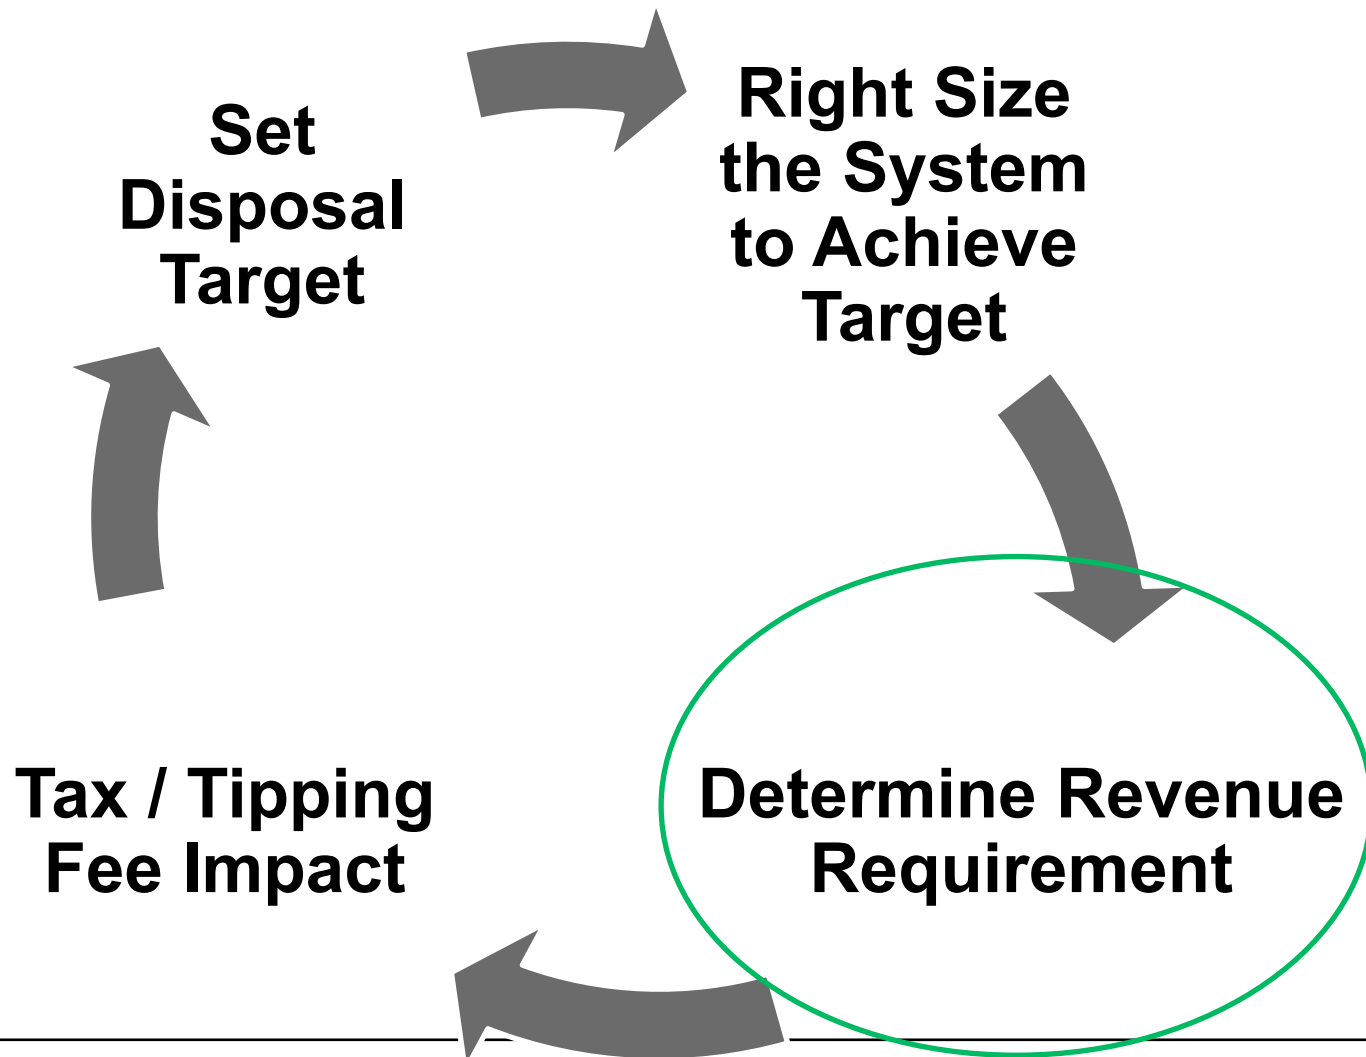 Set
Disposal
Target
Right Size
the System
to Achieve
Target
Determine Revenue
Requirement
Tax / Tipping
Fee Impact